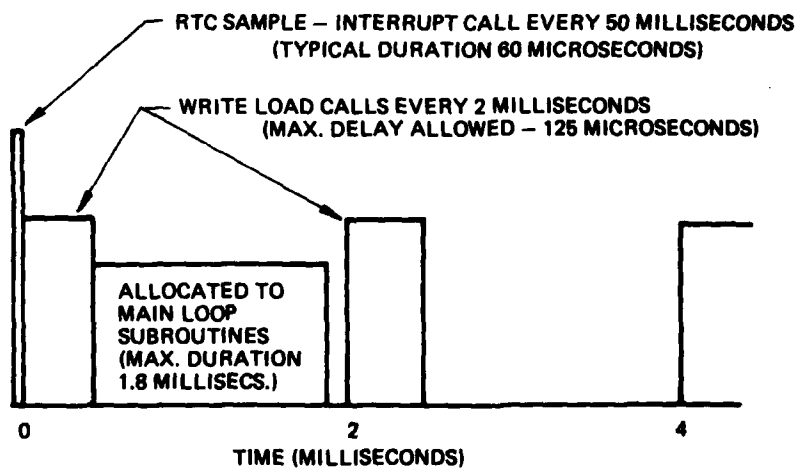 RTC SAMPLE – INTERRUPT CALL EVERY 50 MILLISECONDS
(TYPICAL DURATION 60 MICROSECONDS)
WRITE LOAD CALLS EVERY 2 MILLISECONDS
(MAX. DELAY ALLOWED – 125 MICROSECONDS)
ALLOCATED TO
MAIN LOOP
SUBROUTINES
(MAX. DURATION
1.8 MILLISECS.)
0 2 4
TIME (MILLISECONDS)